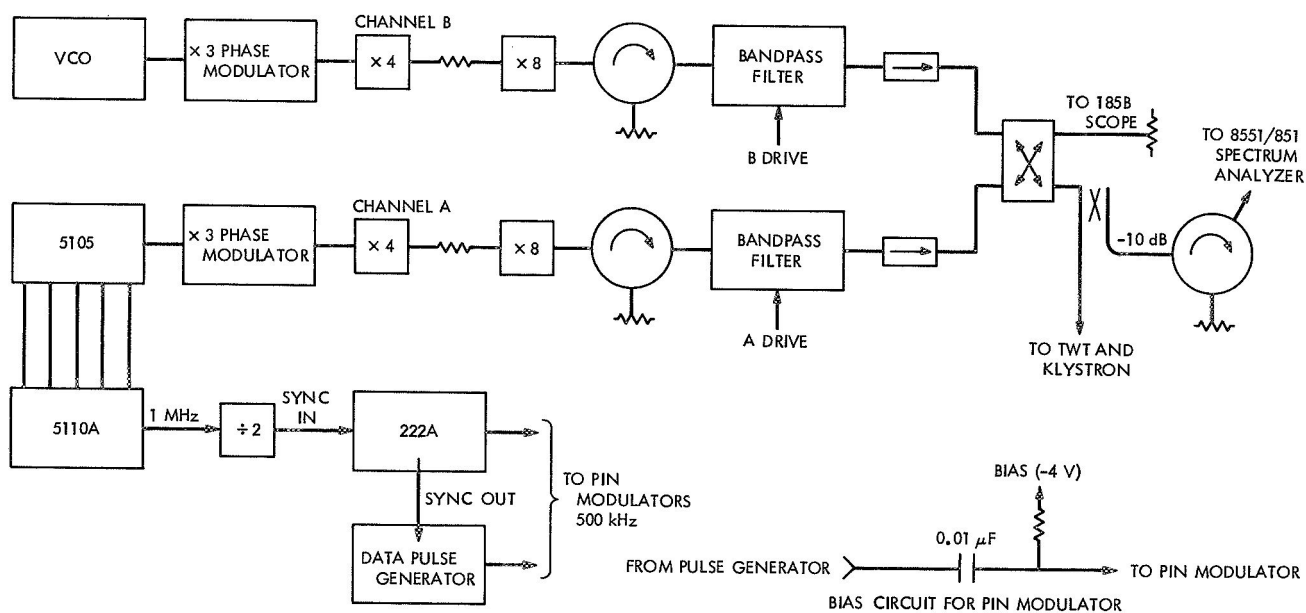 CHANNEL B
VCO
× 3 PHASE
MODULATOR
× 4
× 8
BANDPASS
FILTER
B DRIVE
TO 185B
SCOPE
TO 8551/851
SPECTRUM
ANALYZER
CHANNEL A
5105
× 3 PHASE
MODULATOR
× 4
× 8
BANDPASS
FILTER
A DRIVE
-10 dB
TO TWT AND
KLYSTRON
5110A
1 MHz
÷2
SYNC
IN
222A
SYNC OUT
DATA PULSE
GENERATOR
TO PIN
MODULATORS
500 kHz
BIAS (-4 V)
0.01 μF
FROM PULSE GENERATOR
TO PIN MODULATOR
BIAS CIRCUIT FOR PIN MODULATOR